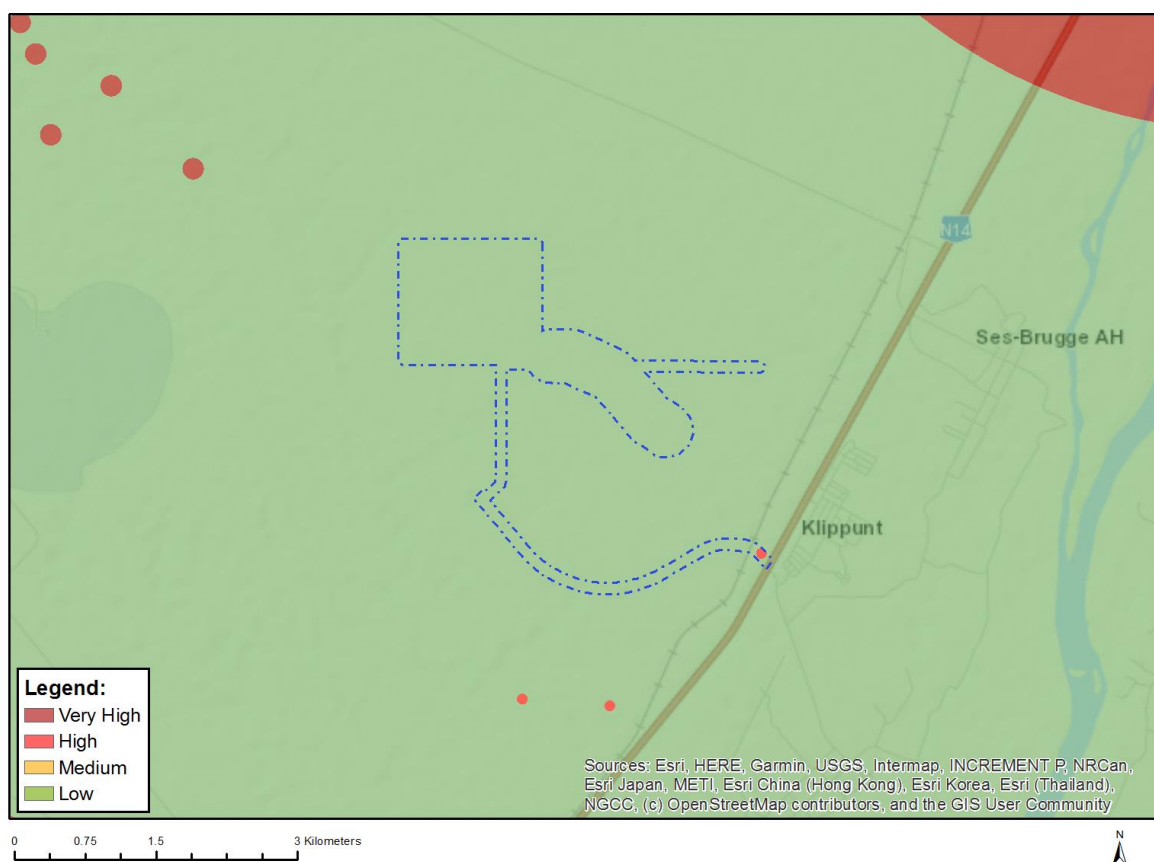 N14
Ses-Brugge AH
Klippunt
Legend:
Very High
High
Medium
Low
Sources: Esri, HERE, Garmin, USGS, Intermap, INCREMENT P, NRCan,
Esri Japan, METI, Esri China (Hong Kong), Esri Korea, Esri (Thailand),
NGCC, (c) OpenStreetMap contributors, and the GIS User Community
0 0.75 1.5 3 Kilometers
N